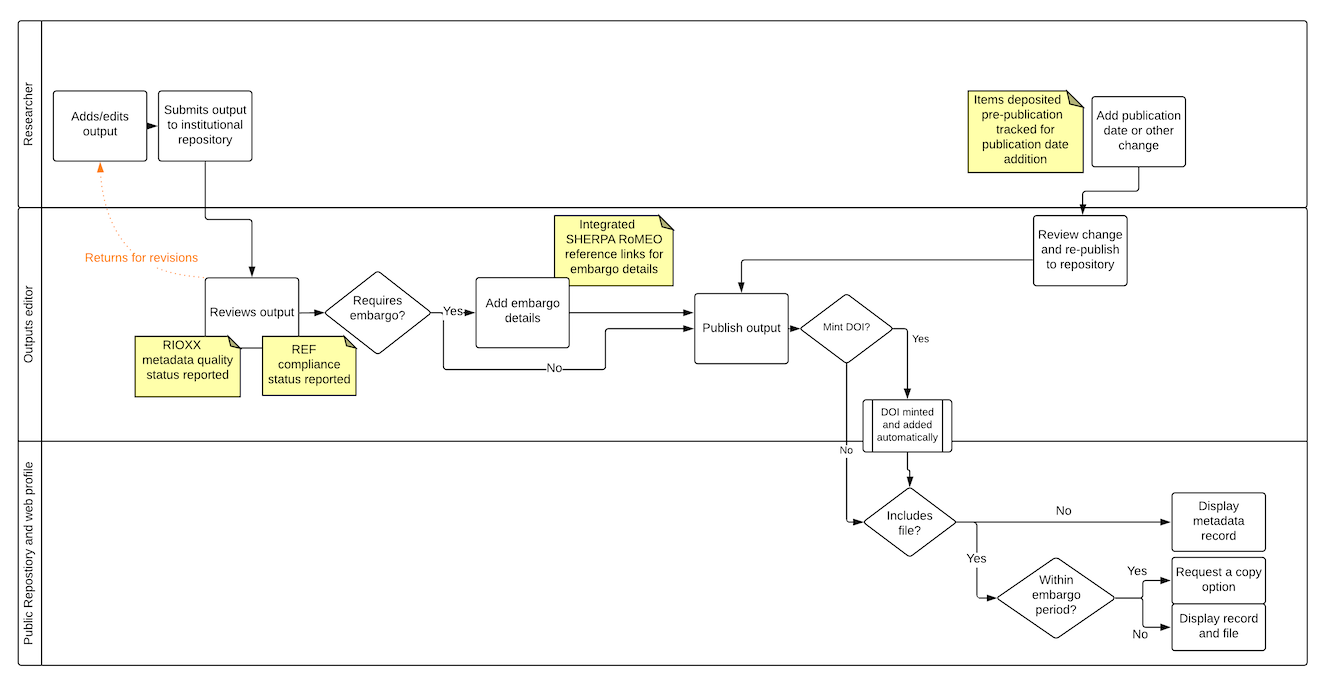 Researcher
Adds/edits
output
Submits output
to institutional
repository
Items deposited
pre-publication
tracked for
publication date
addition
Add publication
date or other
change
Outputs editor
Returns for revisions
Reviews output
RIOXX
metadata quality
status reported
REF
compliance
status reported
Requires
embargo?
Yes
No
Add embargo
details
Integrated
SHERPA RoMEO
reference links for
embargo details
Publish output
Mint DOI?
Yes
No
Review change
and re-publish
to repository
DOI minted
and added
automatically
Public Repostiory and web profile
Includes
file?
No
Yes
Display
metadata
record
Within
embargo
period?
Yes
No
Request a copy
option
Display record
and file